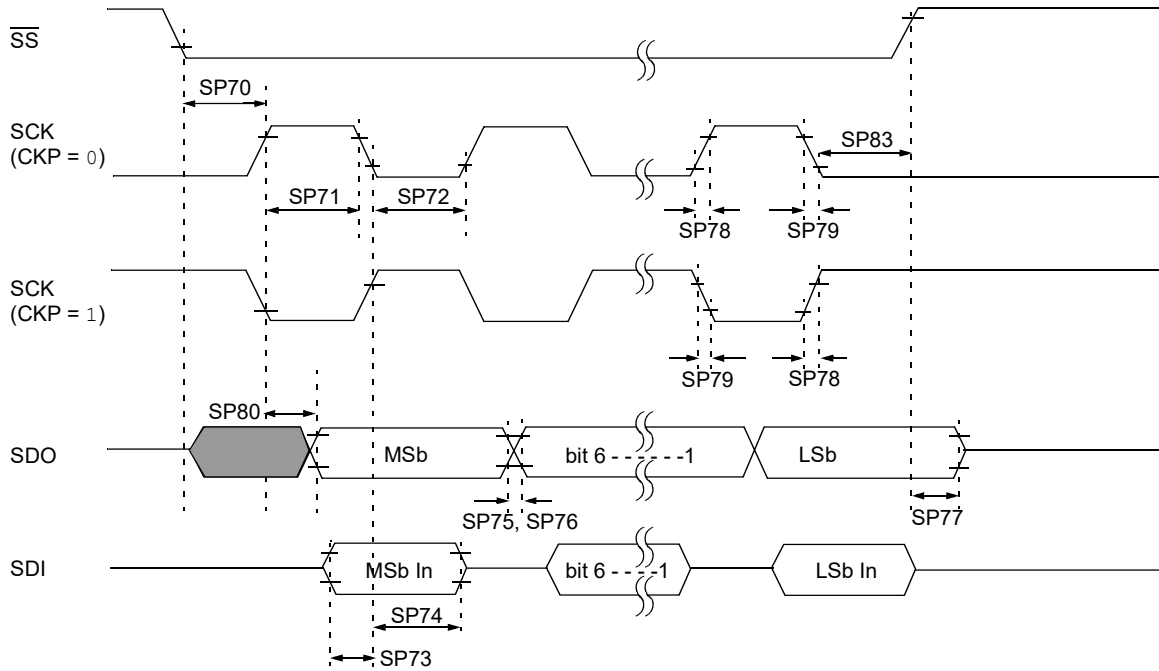 SS
SP70
SCK
(CKP = 0)
SP83
SP71
SP72
SP78
SP79
SCK
(CKP = 1)
SP79
SP78
SP80
SDO
MSb
bit 6 - - - - - -1
LSb
SP75, SP76
SP77
SDI
MSb In
bit 6 - - - - -1
LSb In
SP74
SP73